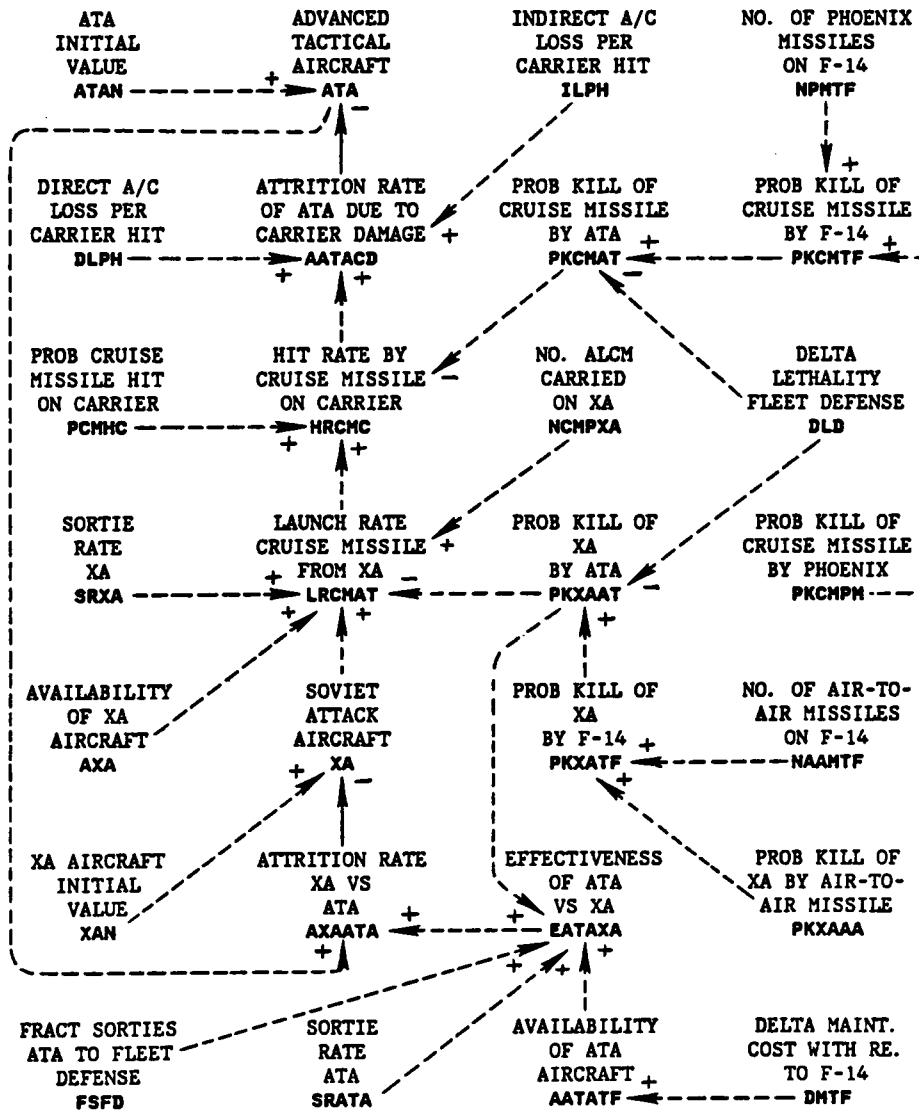 ATA
INITIAL
VALUE
ATAN
ADVANCED
TACTICAL
AIRCRAFT
ATA
INDIRECT A/C
LOSS PER
CARRIER HIT
ILPH
NO. OF PHOENIX
MISSILES
ON F-14
NPMTF
+
-
DIRECT A/C
LOSS PER
CARRIER HIT
DLPH
ATTRITION RATE
OF ATA DUE TO
CARRIER DAMAGE +
AATACD
+ +
PROB KILL OF
CRUISE MISSILE
BY ATA
PKCMAT
+
-
+
PROB KILL OF
CRUISE MISSILE
BY F-14 +
PKCMTF
PROB CRUISE
MISSILE HIT
ON CARRIER
PCMHC
HIT RATE BY
CRUISE MISSILE -
ON CARRIER
HRCMC
+ +
NO. ALCM
CARRIED
ON XA
NCMPXA
DELTA
LETHALITY
FLEET DEFENSE
DLD
SORTIE
RATE
XA
SRXA
LAUNCH RATE
CRUISE MISSILE +
+ FROM XA -
LRCMAT
+ +
PROB KILL OF
XA
BY ATA
PKXAAT -
+
PROB KILL OF
CRUISE MISSILE
BY PHOENIX
PKCMPM
AVAILABILITY
OF XA
AIRCRAFT
AXA
SOVIET
ATTACK
AIRCRAFT
+ XA
-
PROB KILL OF
XA
BY F-14 +
PKXATF
+
NO. OF AIR-TO-
AIR MISSILES
ON F-14
NAAMTF
XA AIRCRAFT
INITIAL
VALUE
XAN
ATTRITION RATE
XA VS
ATA +
AXAATA
+
EFFECTIVENESS
OF ATA
+ VS XA
EATAXA
+ + +
PROB KILL OF
XA BY AIR-TO-
AIR MISSILE
PKXAAA
FRACT SORTIES
ATA TO FLEET
DEFENSE
FSFD
SORTIE
RATE
ATA
SRATA
AVAILABILITY
OF ATA
AIRCRAFT +
AATATF
DELTA MAINT.
COST WITH RE.
TO F-14
DMTF